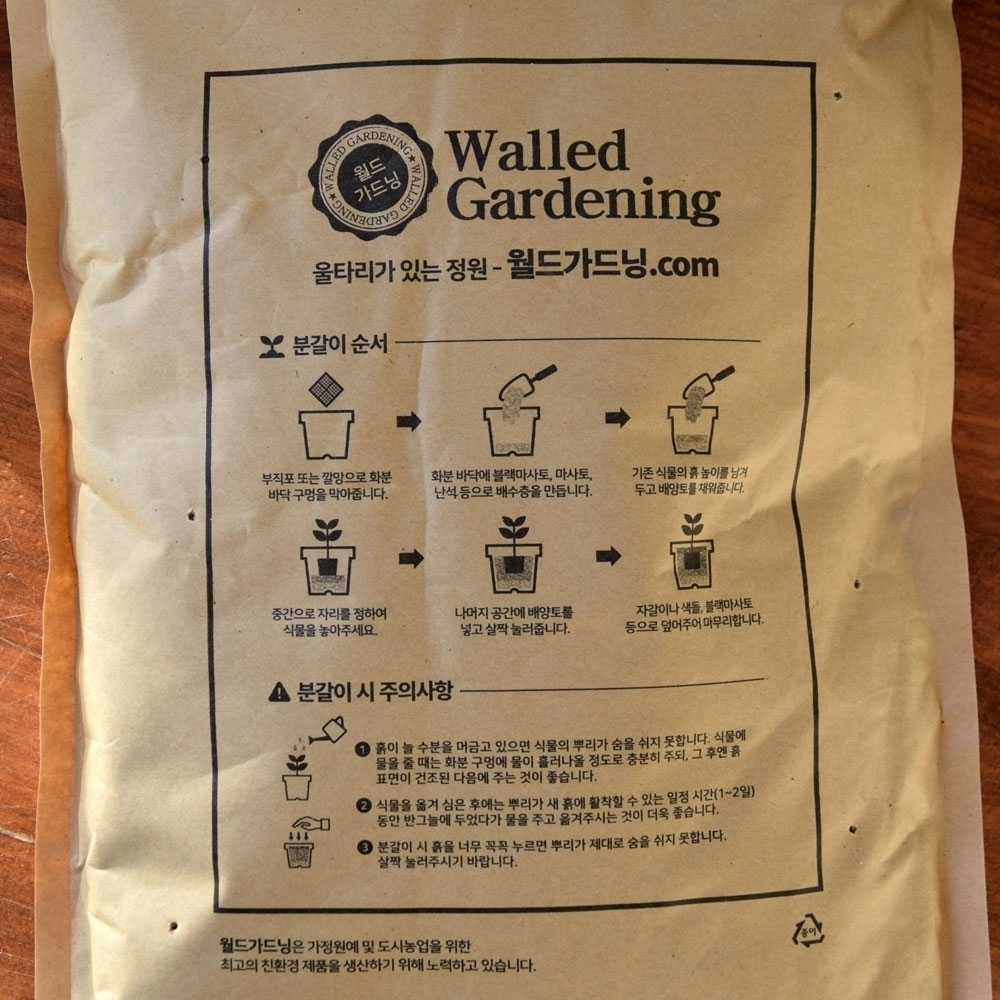 WALLED GARDENING★WALLED GARDENING★
월드
가드닝
Walled
Gardening
울타리가 있는 정원 - 월드가드닝.com
분갈이 순서
부직포 또는 깔망으로 화분
바닥 구멍을 막아줍니다.
화분 바닥에 블랙마사토, 마사토,
난석 등으로 배수층을 만듭니다.
기존 식물의 흙 높이를 남겨
두고 배양토를 채워줍니다.
중간으로 자리를 정하여
식물을 놓아주세요.
나머지 공간에 배양토를
넣고 살짝 눌러줍니다.
자갈이나 색돌, 블랙마사토
등으로 덮어주어 마무리합니다.
분갈이 시 주의사항
1 흙이 늘 수분을 머금고 있으면 식물의 뿌리가 숨을 쉬지 못합니다. 식물에
물을 줄 때는 화분 구멍에 물이 흘러나올 정도로 충분히 주되, 그 후엔 흙
표면이 건조된 다음에 주는 것이 좋습니다.
2 식물을 옮겨 심은 후에는 뿌리가 새 흙에 활착할 수 있는 일정 시간(1~2일)
동안 반그늘에 두었다가 물을 주고 옮겨주시는 것이 더욱 좋습니다.
3 분갈이 시 흙을 너무 꼭꼭 누르면 뿌리가 제대로 숨을 쉬지 못합니다.
살짝 눌러주시기 바랍니다.
종이
월드가드닝은 가정원예 및 도시농업을 위한
최고의 친환경 제품을 생산하기 위해 노력하고 있습니다.